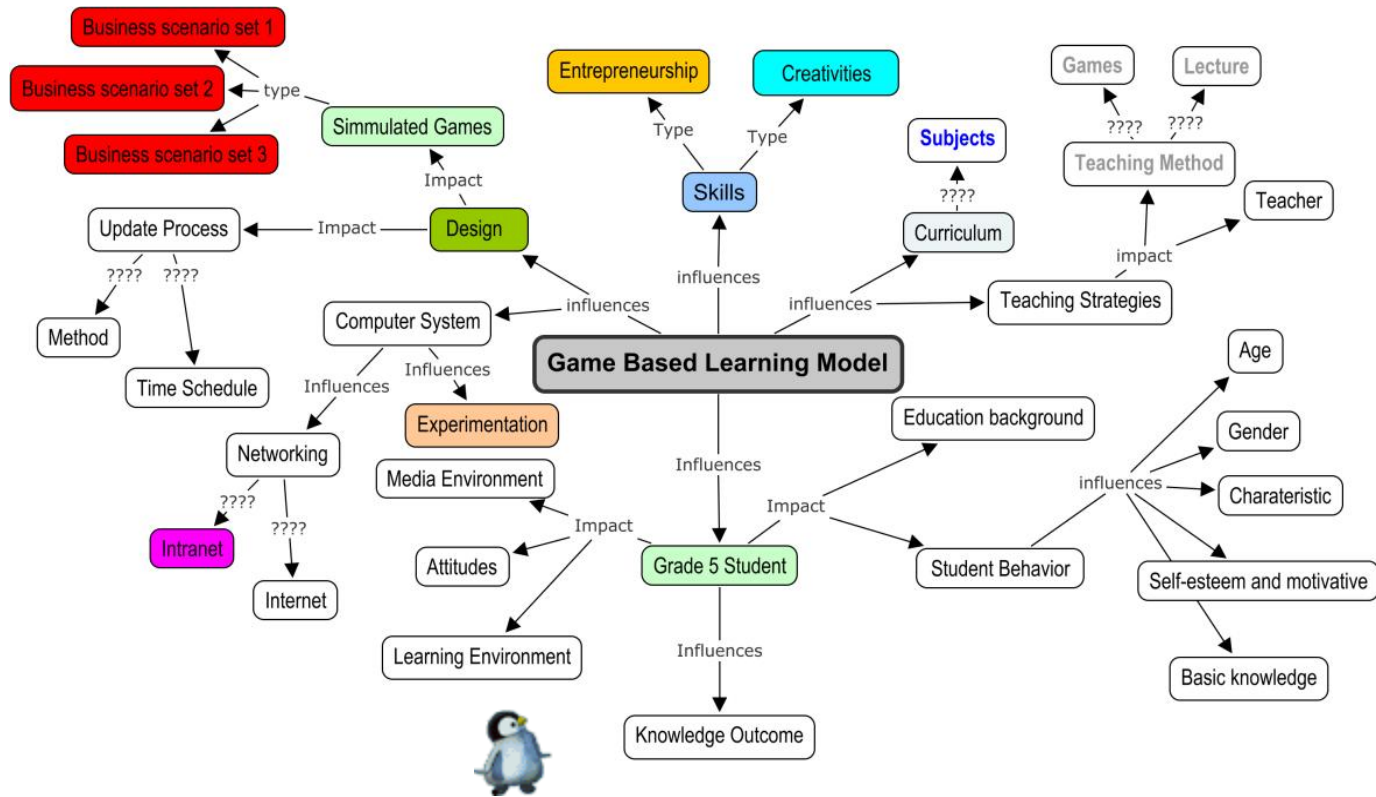 Business scenario set 1
Business scenario set 2
type
Business scenario set 3
Simmulated Games
Impact
Design
Impact
Update Process
????
????
Method
Time Schedule
Entrepreneurship
Creativities
Type
Type
Skills
influences
Subjects
????
Curriculum
influences
Games
Lecture
????
????
Teaching Method
Teacher
impact
Teaching Strategies
influences
Computer System
Influences
Influences
Experimentation
Networking
????
????
Intranet
Internet
Game Based Learning Model
Influences
Media Environment
Impact
Attitudes
Learning Environment
Grade 5 Student
Influences
Knowledge Outcome
Education background
Impact
Student Behavior
influences
Age
Gender
Charateristic
Self-esteem and motivative
Basic knowledge